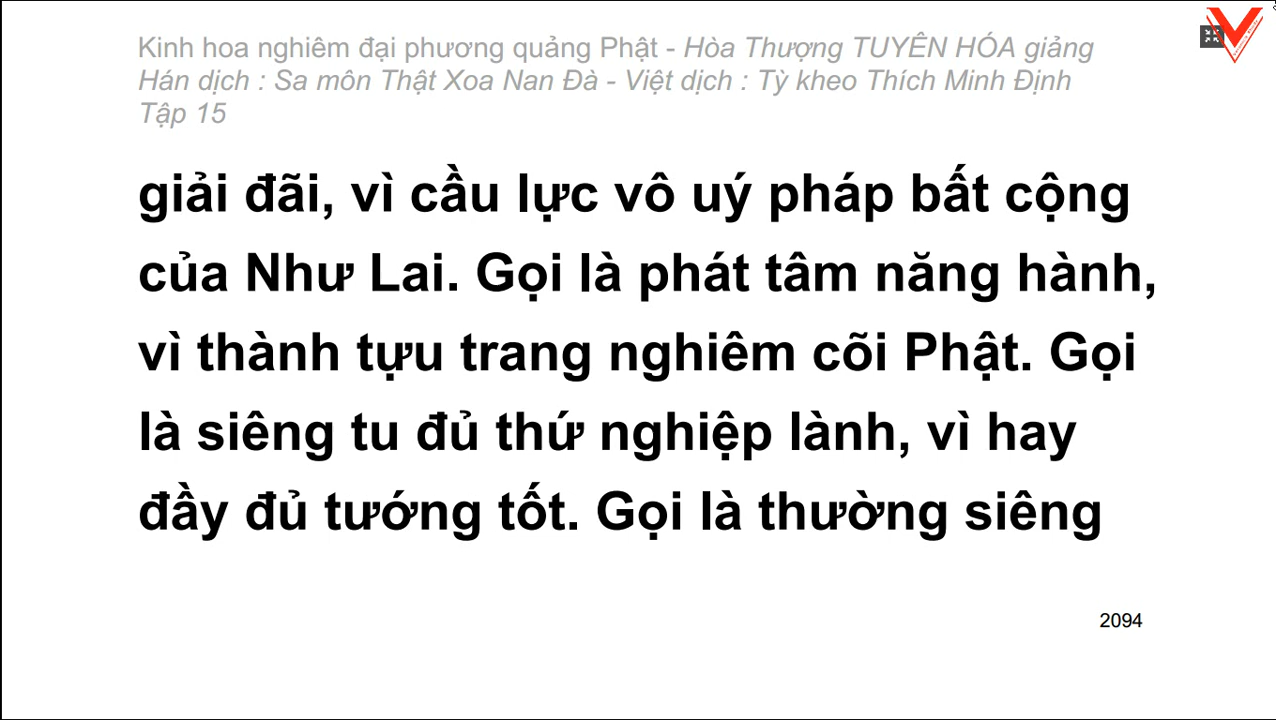 Kinh hoa nghiêm đại phương quảng Phật - Hòa Thượng TUYÊN HÓA giảng
Hán dịch : Sa môn Thật Xoa Nan Đà - Việt dịch : Tỳ kheo Thích Minh Định
Tập 15
giải đãi, vì cầu lực vô uý pháp bất cộng
của Như Lai. Gọi là phát tâm năng hành,
vì thành tựu trang nghiêm cõi Phật. Gọi
là siêng tu đủ thứ nghiệp lành, vì hay
đầy đủ tướng tốt. Gọi là thường siêng
2094